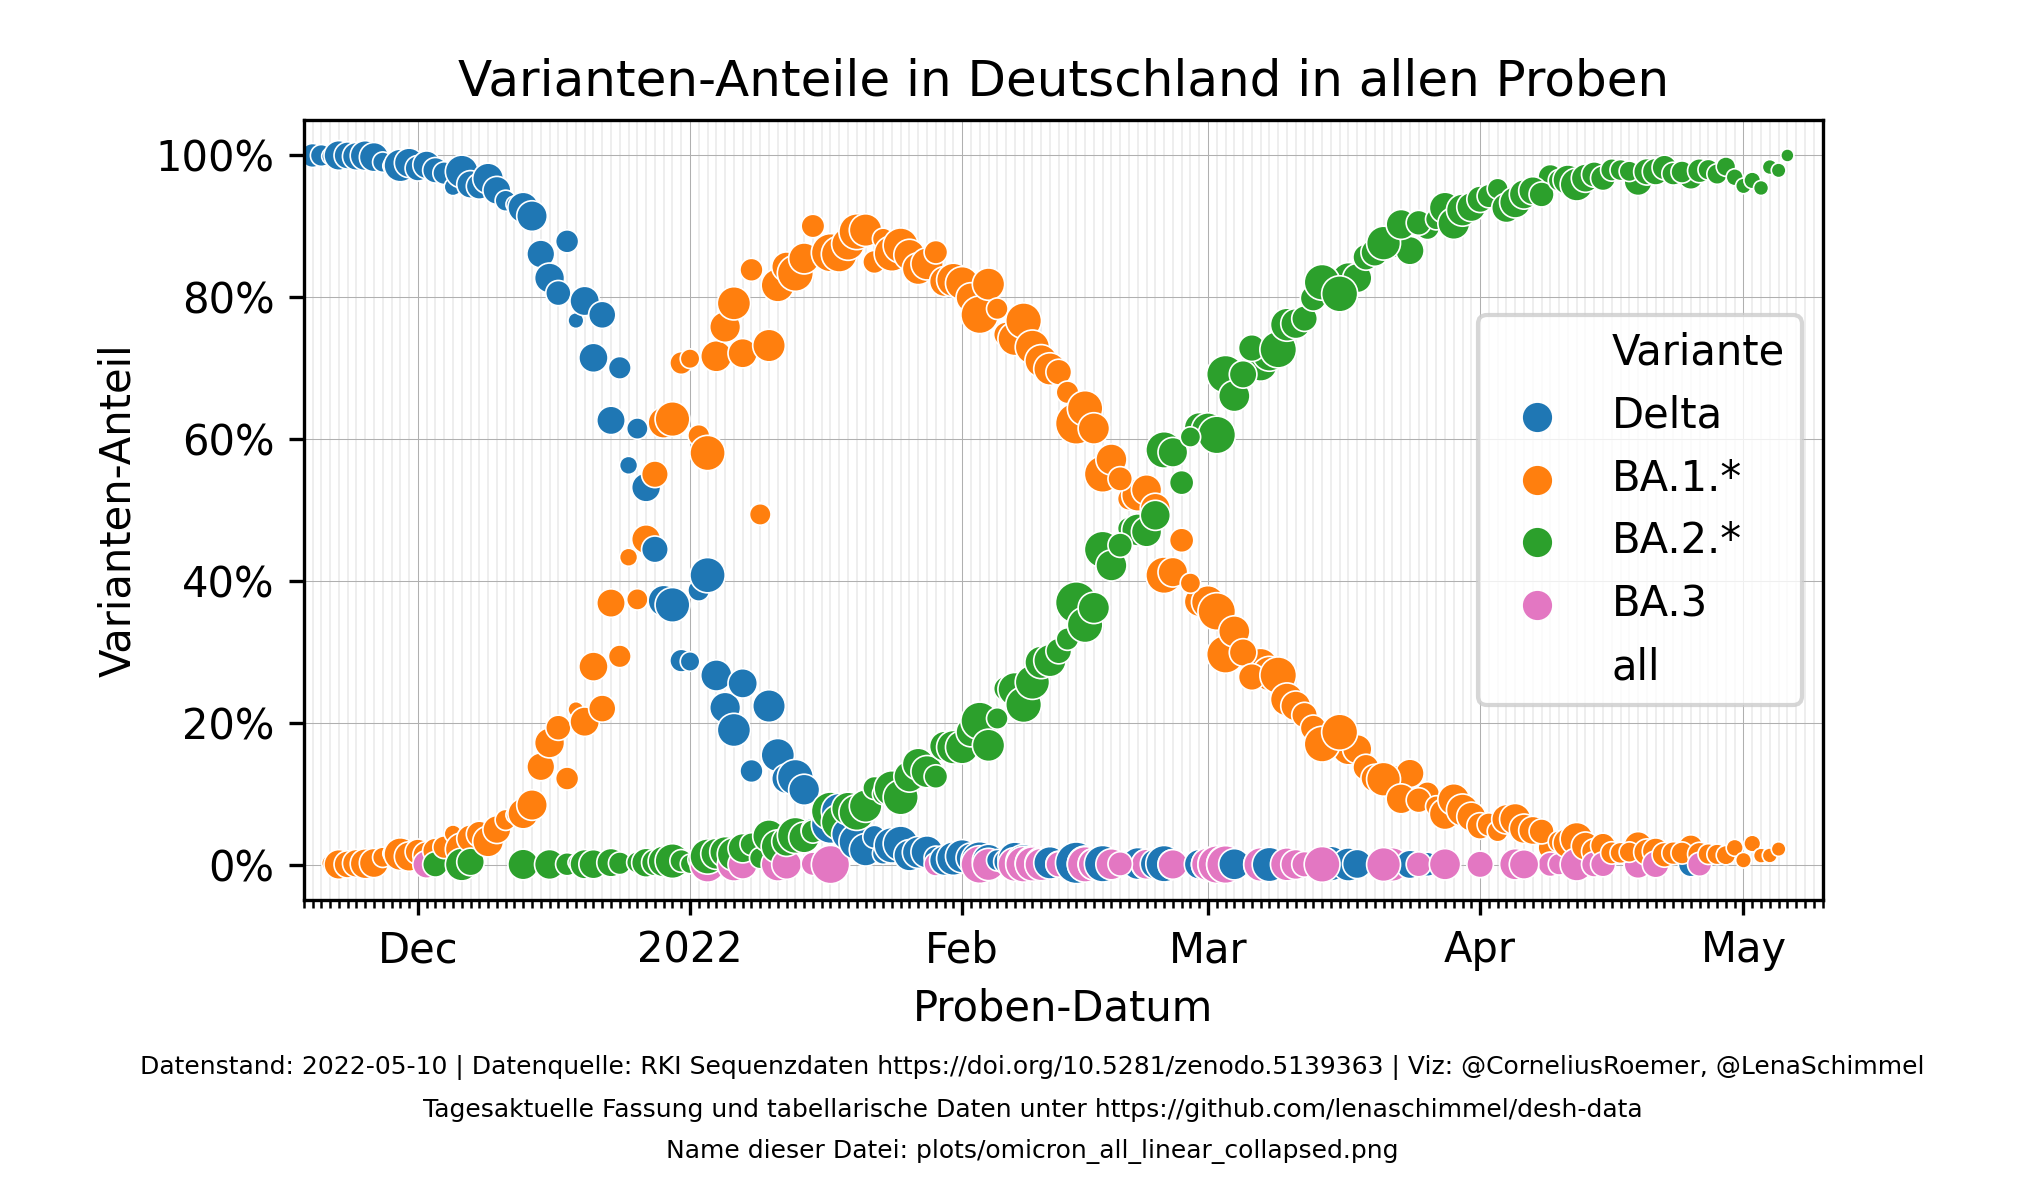 Varianten-Anteile in Deutschland in allen Proben
100%
80%
60%
40%
20%
0%
Varianten-Anteil
Variante
Delta
BA.1.*
BA.2.*
BA.3
all
Dec
2022
Feb
Mar
Apr
May
Proben-Datum
Datenstand: 2022-05-10 | Datenquelle: RKI Sequenzdaten https://doi.org/10.5281/zenodo.5139363 | Viz: @CorneliusRoemer, @LenaSchimmel
Tagesaktuelle Fassung und tabellarische Daten unter https://github.com/lenaschimmel/desh-data
Name dieser Datei: plots/omicron_all_linear_collapsed.png